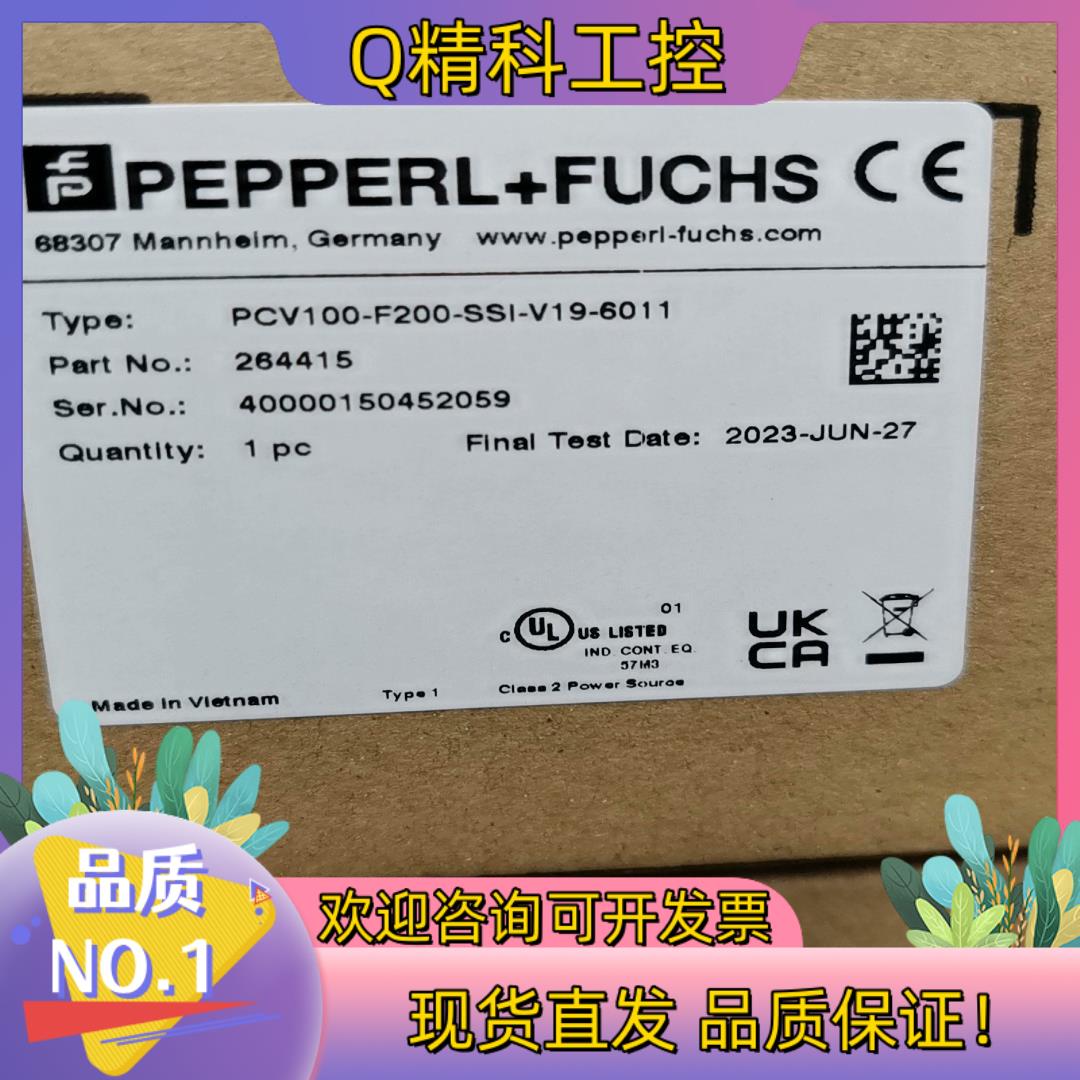 Q精科工控
PEPPERL+FUCHS CE
68307 Mannheim, Germany www.pepperl-fuchs.com
Type: PCV100-F200-SSI-V19-6011
Part No.: 264415
Ser.No.: 40000150452059
Quantity: 1 pc Final Test Date: 2023-JUN-27
01
C UL US LISTED
IND. CONT. EQ.
57M3
UK
CA
Made in Vietnam Type 1 Class 2 Power Source
品质
NO.1
欢迎咨询可开发票
现货直发 品质保证!